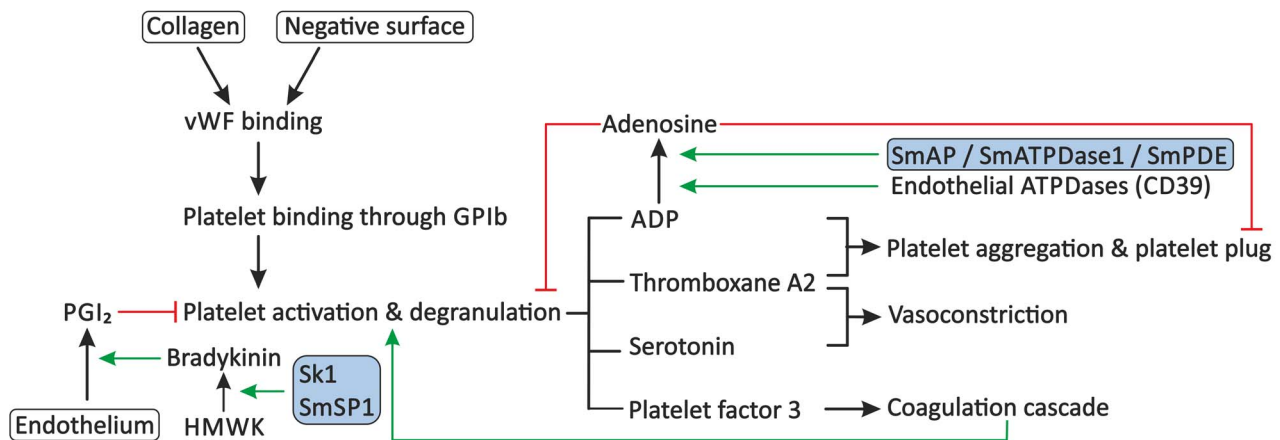 Collagen
Negative surface
vWF binding
Adenosine
SmAP / SmATPDase1 / SmPDE
Endothelial ATPDases (CD39)
Platelet binding through GPIb
ADP
Platelet aggregation & platelet plug
Thromboxane A2
PGI₂
Platelet activation & degranulation
Vasoconstriction
Bradykinin
Serotonin
Sk1
SmSP1
Endothelium
HMWK
Platelet factor 3
Coagulation cascade